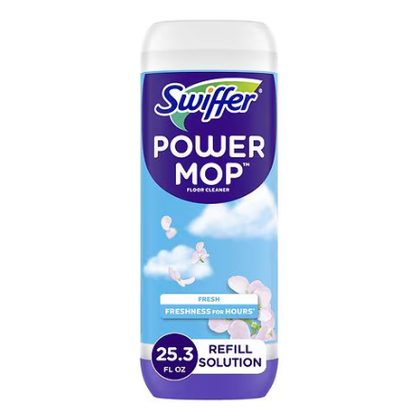 Swiffer®
POWER
MOP™
FLOOR CLEANER
FRESH
FRESHNESS FOR HOURS*
25.3
FL OZ
REFILL
SOLUTION